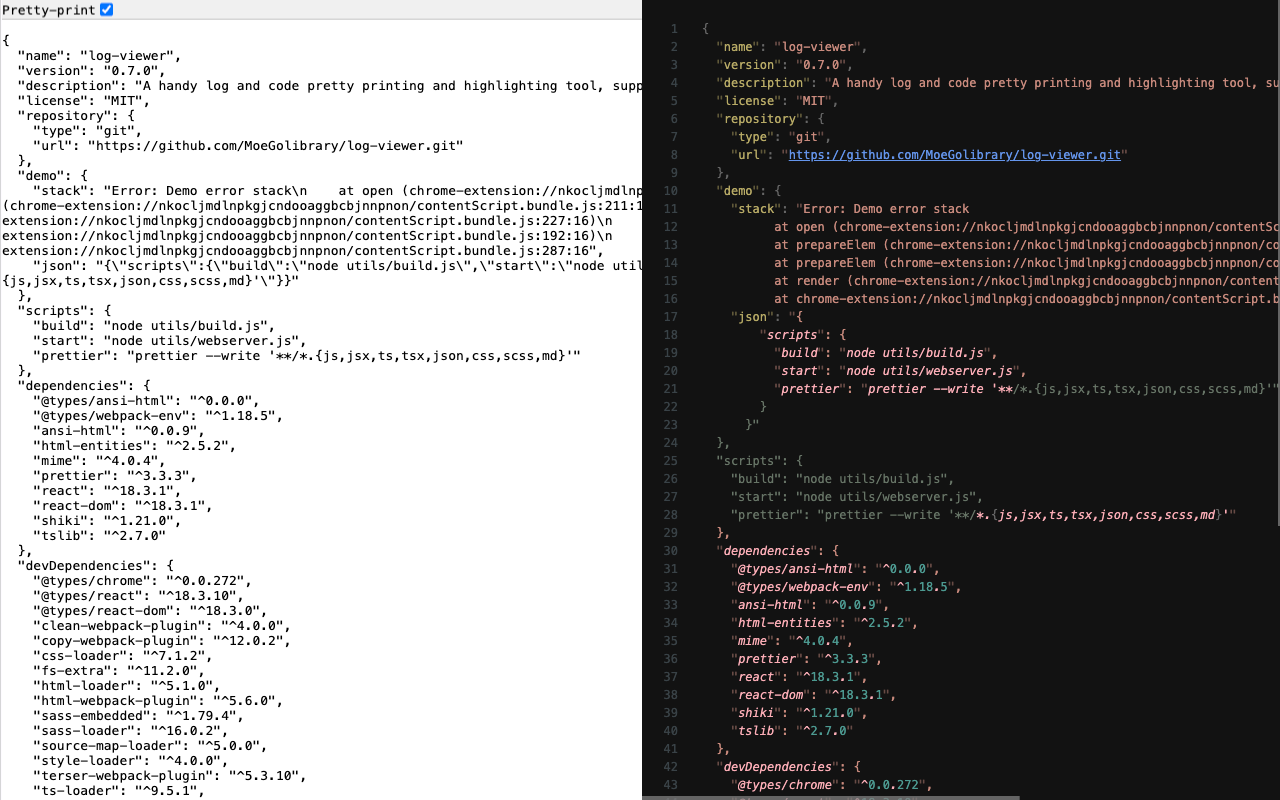 Pretty-print
{
"name": "log-viewer",
"version": "0.7.0",
"description": "A handy log and code pretty printing and highlighting tool, supp
"license": "MIT",
"repository": {
"type": "git",
"url": "https://github.com/MoeGolibrary/log-viewer.git"
},
"demo": {
"stack": "Error: Demo error stack\n    at open (chrome-extension://nkocljmdlnp
(chrome-extension://nkocljmdlnpkgjcndooaggbcbjnnpnon/contentScript.bundle.js:211:1
extension://nkocljmdlnpkgjcndooaggbcbjnnpnon/contentScript.bundle.js:227:16)\n
extension://nkocljmdlnpkgjcndooaggbcbjnnpnon/contentScript.bundle.js:192:16)\n
extension://nkocljmdlnpkgjcndooaggbcbjnnpnon/contentScript.bundle.js:287:16",
"json": "{\"scripts\":{\"build\":\"node utils/build.js\",\"start\":\"node util
{js,jsx,ts,tsx,json,css,scss,md}'\"}}"
},
"scripts": {
"build": "node utils/build.js",
"start": "node utils/webserver.js",
"prettier": "prettier --write '**/*.{js,jsx,ts,tsx,json,css,scss,md}'"
},
"dependencies": {
"@types/ansi-html": "^0.0.0",
"@types/webpack-env": "^1.18.5",
"ansi-html": "^0.0.9",
"html-entities": "^2.5.2",
"mime": "^4.0.4",
"prettier": "^3.3.3",
"react": "^18.3.1",
"react-dom": "^18.3.1",
"shiki": "^1.21.0",
"tslib": "^2.7.0"
},
"devDependencies": {
"@types/chrome": "^0.0.272",
"@types/react": "^18.3.10",
"@types/react-dom": "^18.3.0",
"clean-webpack-plugin": "^4.0.0",
"copy-webpack-plugin": "^12.0.2",
"css-loader": "^7.1.2",
"fs-extra": "^11.2.0",
"html-loader": "^5.1.0",
"html-webpack-plugin": "^5.6.0",
"sass-embedded": "^1.79.4",
"sass-loader": "^16.0.2",
"source-map-loader": "^5.0.0",
"style-loader": "^4.0.0",
"terser-webpack-plugin": "^5.3.10",
"ts-loader": "^9.5.1",
1 {
2 "name": "log-viewer",
3 "version": "0.7.0",
4 "description": "A handy log and code pretty printing and highlighting tool, su
5 "license": "MIT",
6 "repository": {
7 "type": "git",
8 "url": "https://github.com/MoeGolibrary/log-viewer.git"
9 },
10 "demo": {
11 "stack": "Error: Demo error stack
12 at open (chrome-extension://nkocljmdlnpkgjcndooaggbcbjnnpnon/contentSc
13 at prepareElem (chrome-extension://nkocljmdlnpkgjcndooaggbcbjnnpnon/co
14 at prepareElem (chrome-extension://nkocljmdlnpkgjcndooaggbcbjnnpnon/co
15 at render (chrome-extension://nkocljmdlnpkgjcndooaggbcbjnnpnon/content
16 at chrome-extension://nkocljmdlnpkgjcndooaggbcbjnnpnon/contentScript.b
17 "json": "{
18 "scripts": {
19 "build": "node utils/build.js",
20 "start": "node utils/webserver.js",
21 "prettier": "prettier --write '**/*.{js,jsx,ts,tsx,json,css,scss,md}'"
22 }
23 }"
24 },
25 "scripts": {
26 "build": "node utils/build.js",
27 "start": "node utils/webserver.js",
28 "prettier": "prettier --write '**/*.{js,jsx,ts,tsx,json,css,scss,md}'"
29 },
30 "dependencies": {
31 "@types/ansi-html": "^0.0.0",
32 "@types/webpack-env": "^1.18.5",
33 "ansi-html": "^0.0.9",
34 "html-entities": "^2.5.2",
35 "mime": "^4.0.4",
36 "prettier": "^3.3.3",
37 "react": "^18.3.1",
38 "react-dom": "^18.3.1",
39 "shiki": "^1.21.0",
40 "tslib": "^2.7.0"
41 },
42 "devDependencies": {
43 "@types/chrome": "^0.0.272",